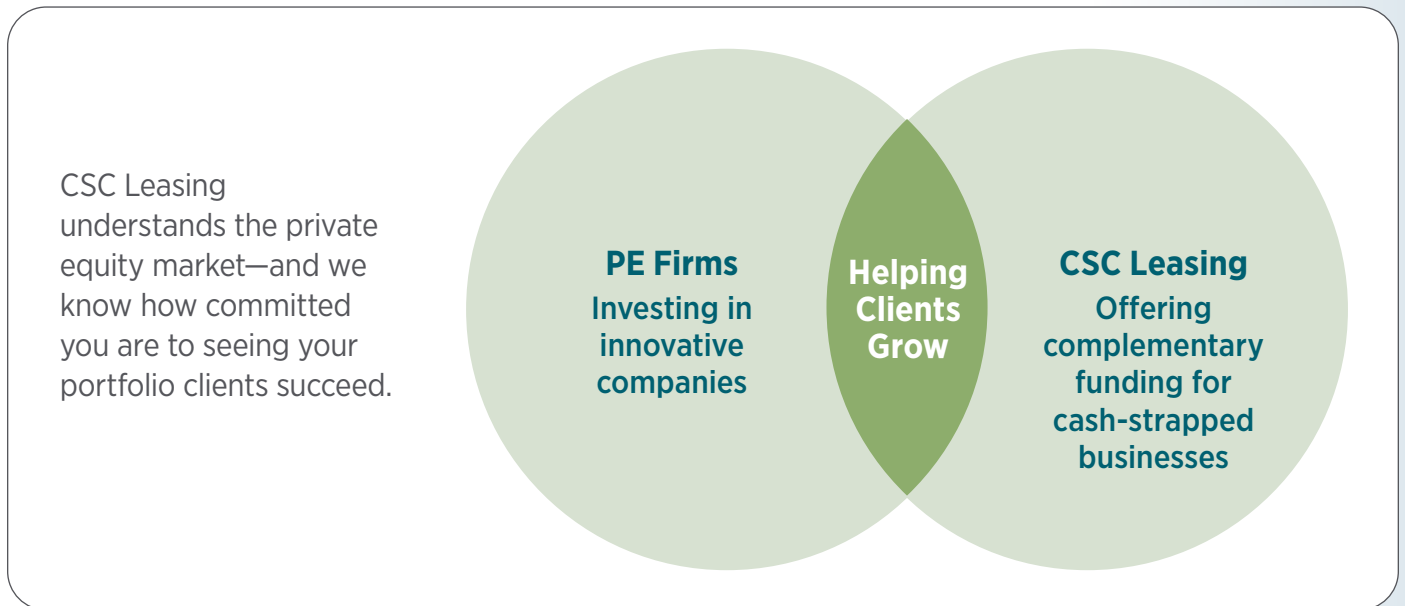 CSC Leasing
understands the private
equity market—and we
know how committed
you are to seeing your
portfolio clients succeed.
PE Firms
Investing in
innovative
companies
Helping
Clients
Grow
CSC Leasing
Offering
complementary
funding for
cash-strapped
businesses